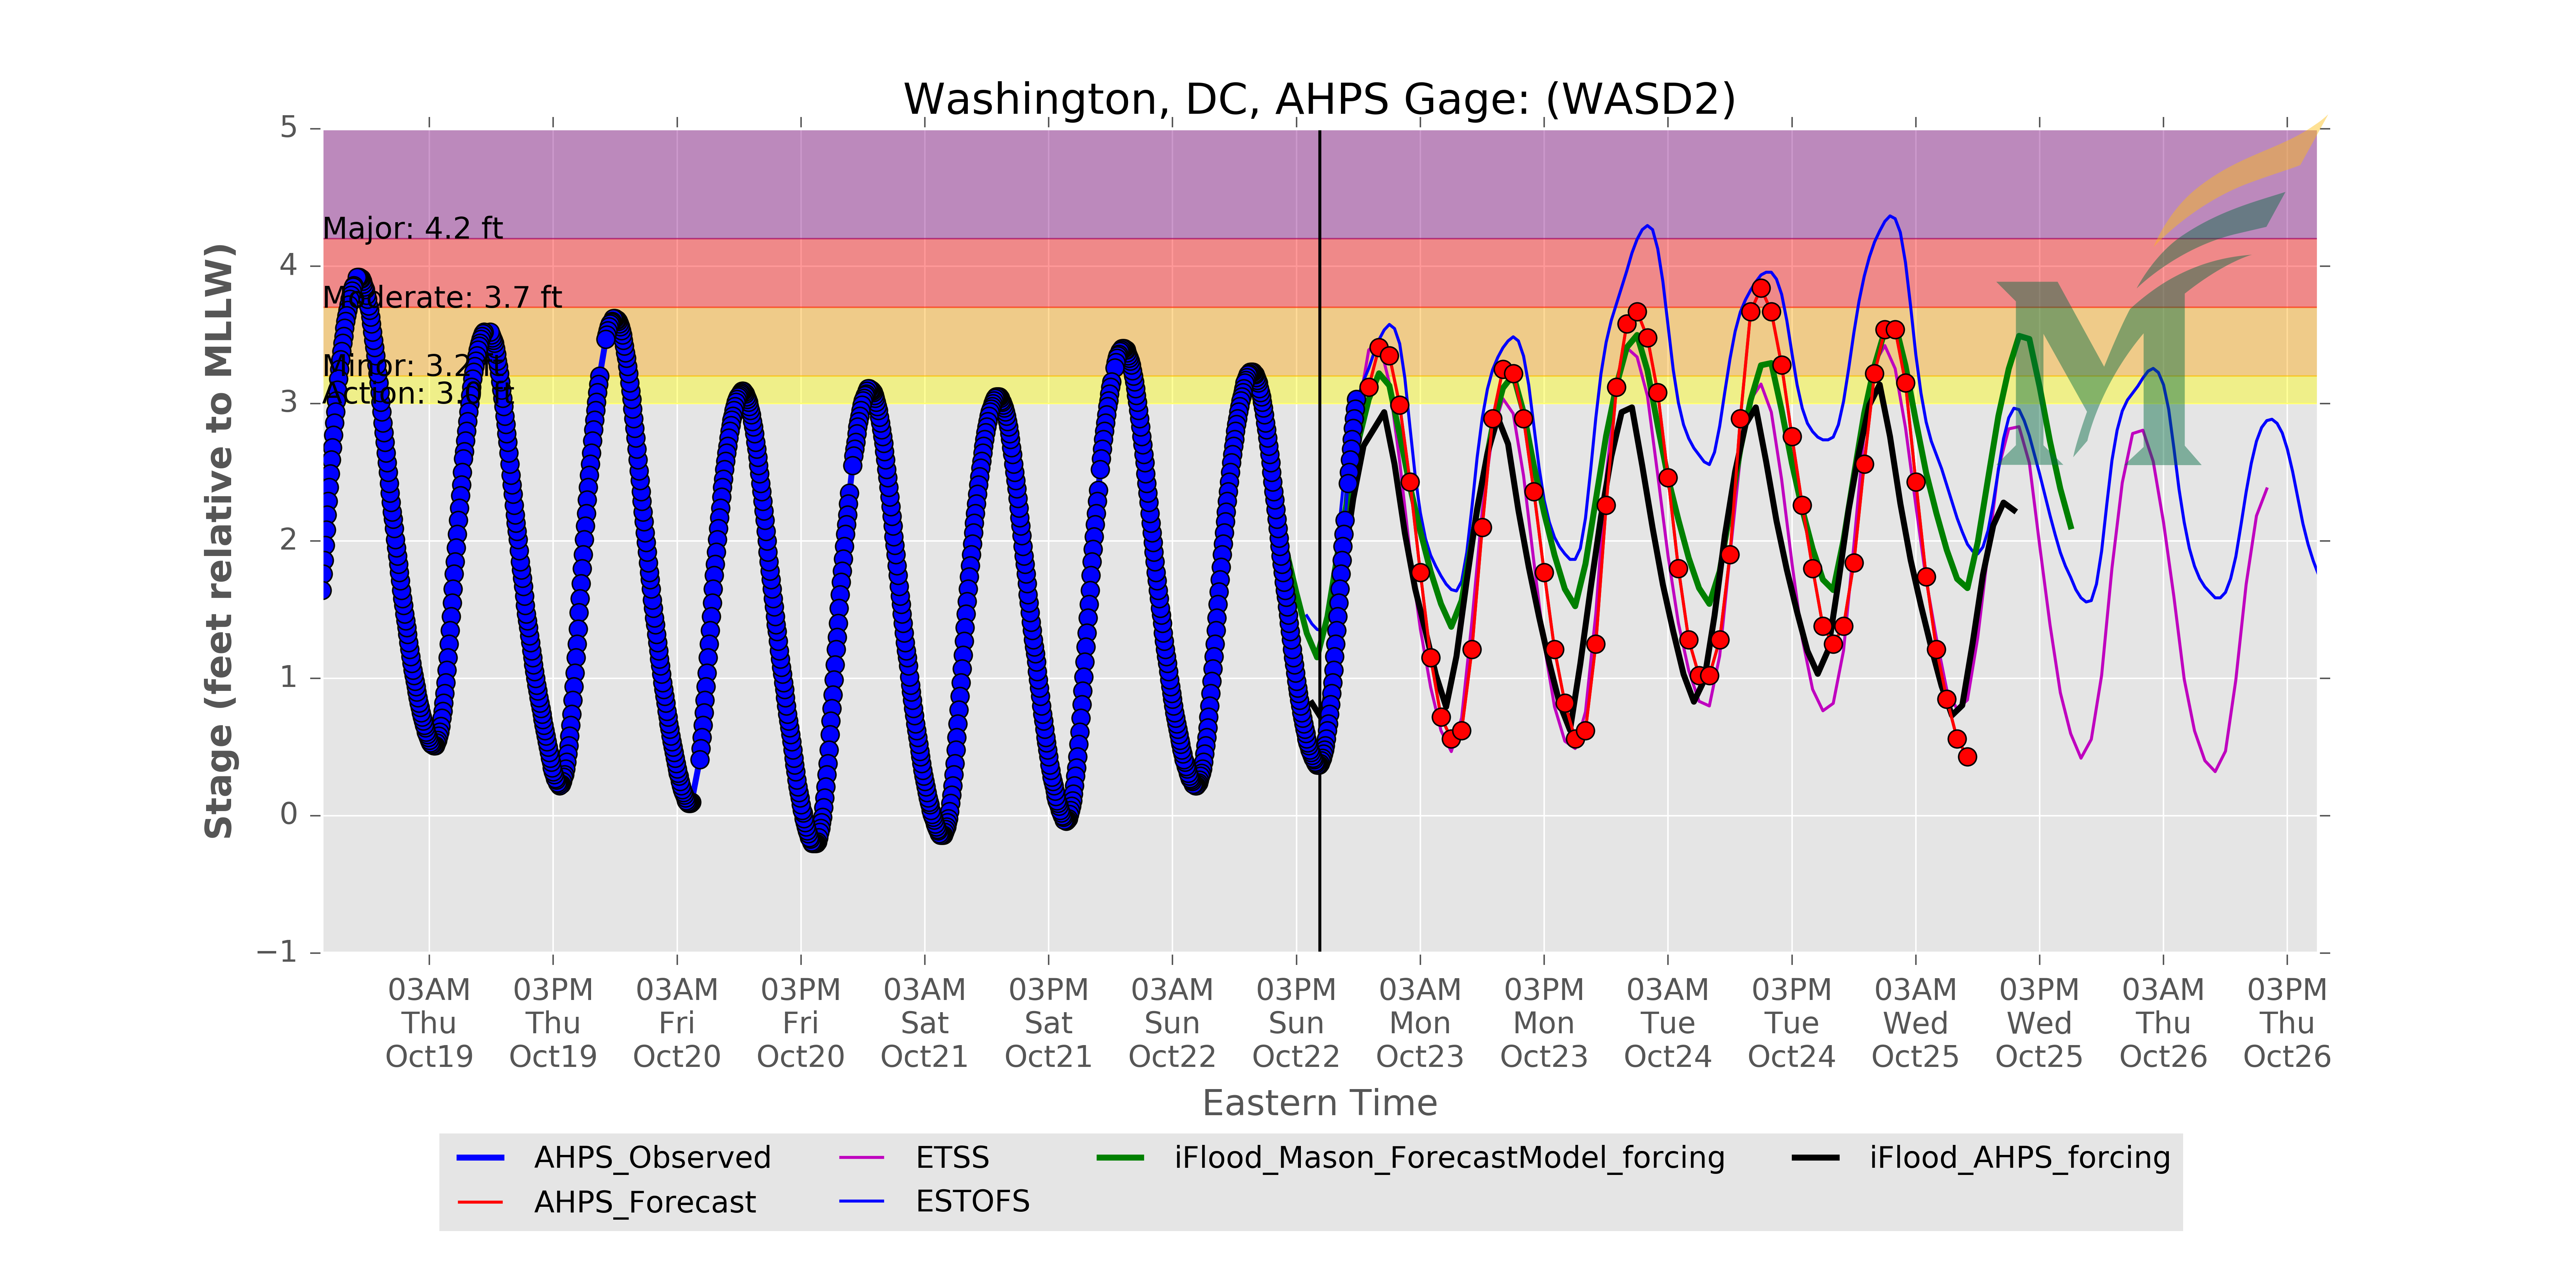 Washington, DC, AHPS Gage: (WASD2)
Stage (feet relative to MLLW)
5
4
3
2
1
0
−1
Major: 4.2 ft
Moderate: 3.7 ft
Minor: 3.2 ft
Action: 3.0 ft
03AM 03PM 03AM 03PM 03AM 03PM 03AM 03PM 03AM 03PM 03AM 03PM 03AM 03PM 03AM 03PM
Thu Thu Fri Fri Sat Sat Sun Sun Mon Mon Tue Tue Wed Wed Thu Thu
Oct19 Oct19 Oct20 Oct20 Oct21 Oct21 Oct22 Oct22 Oct23 Oct23 Oct24 Oct24 Oct25 Oct25 Oct26 Oct26
Eastern Time
AHPS_Observed ETSS iFlood_Mason_ForecastModel_forcing iFlood_AHPS_forcing
AHPS_Forecast ESTOFS